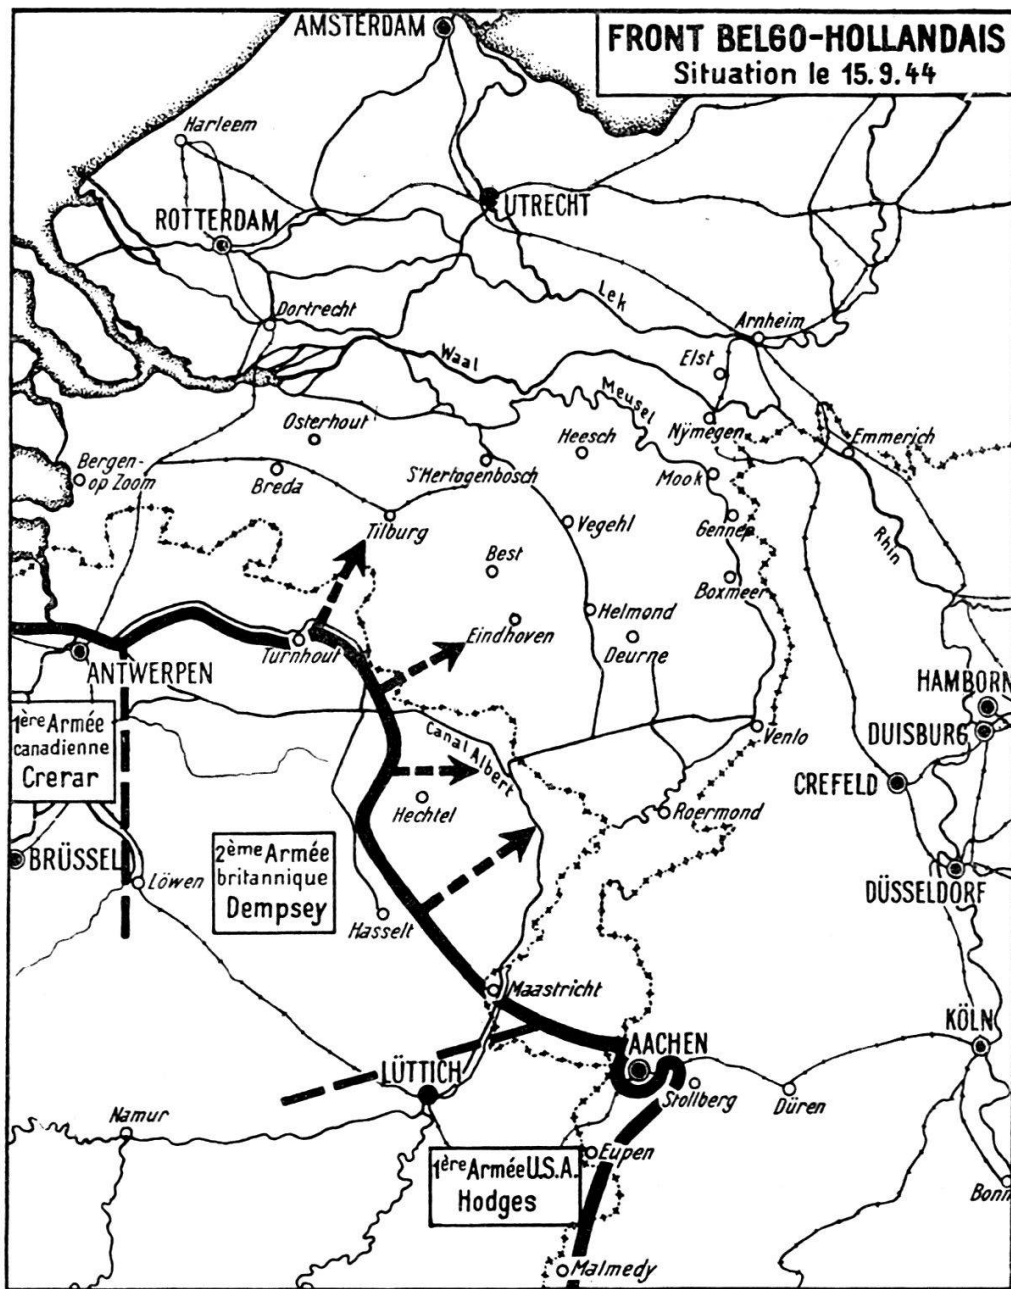 AMSTERDAM
FRONT BELGO-HOLLANDAIS
Situation le 15.9.44
Harleem
ROTTERDAM
UTRECHT
Lek
Dortrecht
Arnheim
Waal
Elst
Meusel
Nÿmegen
Osterhout
Heesch
Emmerich
Bergen-
op Zoom
Breda
S'Hertogenbosch
Mook
Tilburg
Vegehl
Gennep
Rhin
Best
Boxmeer
Helmond
Eindhoven
Turnhout
Deurne
ANTWERPEN
HAMBORN
1ère Armée
canadienne
Crerar
Canal Albert
Venlo
DUISBURG
CREFELD
Hechtel
Roermond
BRÜSSEL
2ème Armée
britannique
Dempsey
Löwen
DÜSSELDORF
Hasselt
Maastricht
KÖLN
AACHEN
LÜTTICH
Stollberg
Düren
Namur
1ère Armée U.S.A.
Hodges
Eupen
Bonn
Malmedy